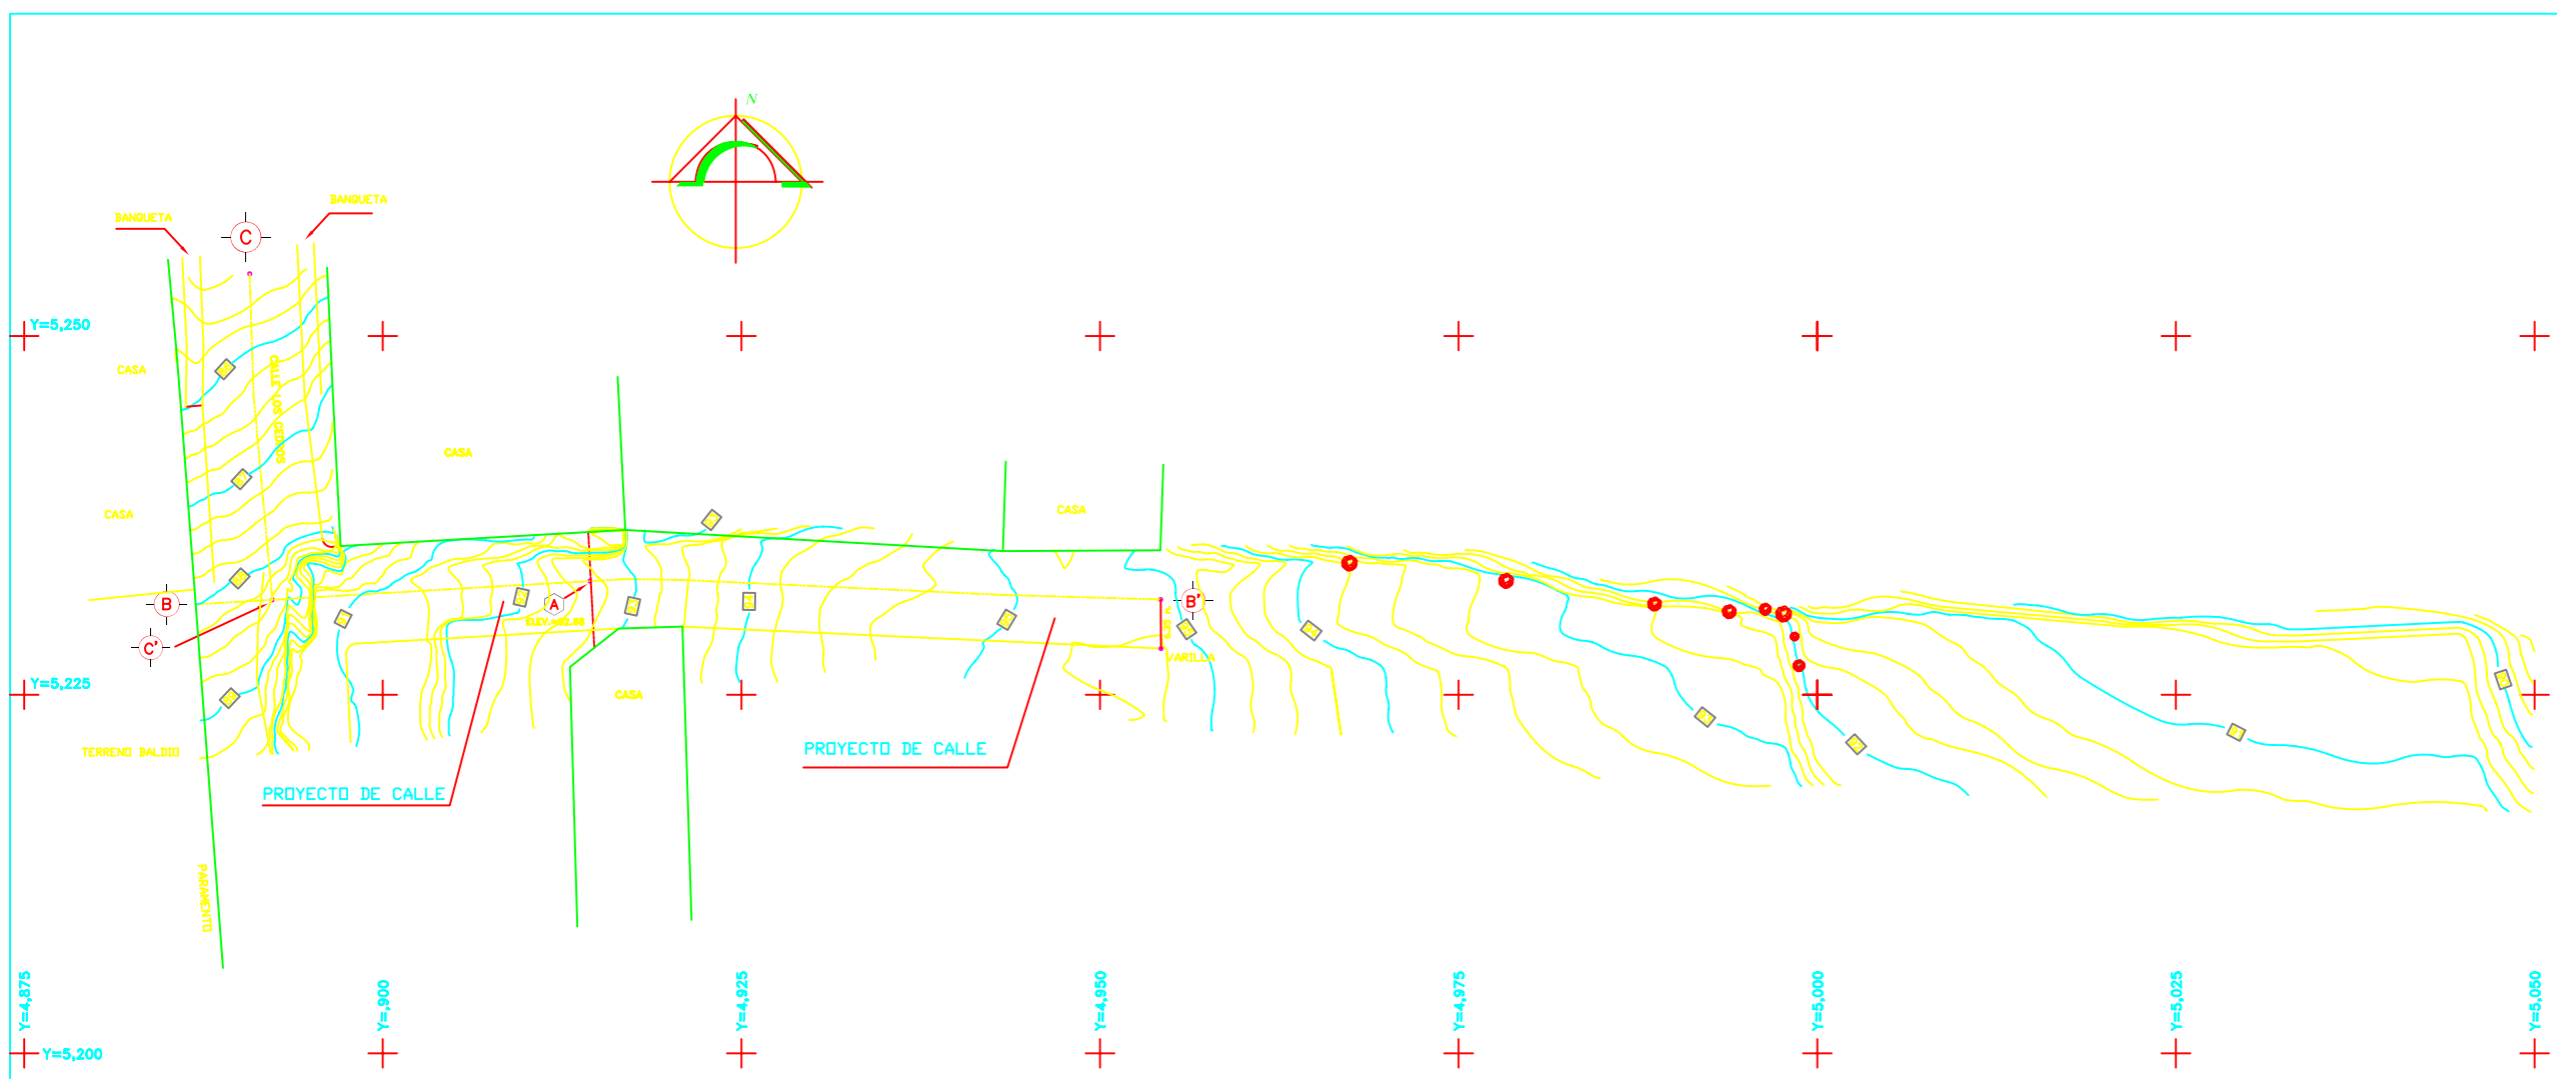 N
BANQUETA
BANQUETA
C
Y=5,250
CASA
CALLE LOS CEDROS
CASA
CASA
CASA
B
A
B'
C'
VARILLA
Y=5,225
CASA
TERRENO BALDIO
PROYECTO DE CALLE
PROYECTO DE CALLE
PARAMENTO
Y=4,875
Y=,900
Y=4,925
Y=4,950
Y=4,975
Y=5,000
Y=5,025
Y=5,050
Y=5,200